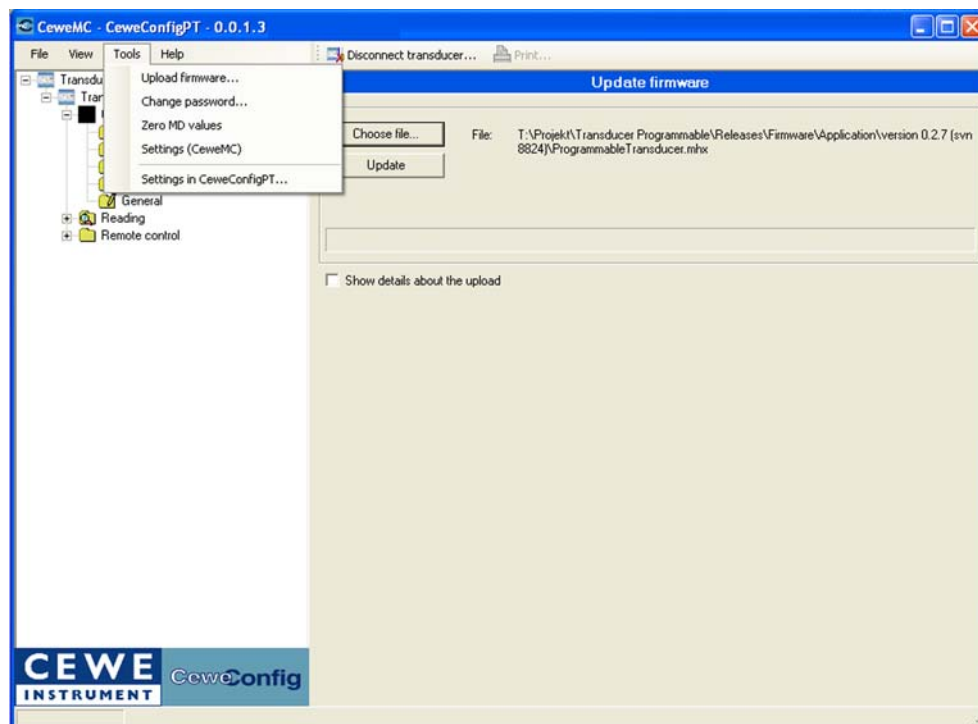 CeweMC - CeweConfigPT - 0.0.1.3
File View Tools Help
Disconnect transducer... Print...
Upload firmware...
Change password...
Zero MD values
Settings (CeweMC)
Settings in CeweConfigPT...
General
Reading
Remote control
Update firmware
Choose file...
File: T:\Projekt\Transducer Programmable\Releases\Firmware\Application\version 0.2.7 (svn
8824)\ProgrammableTransducer.mhx
Update
Show details about the upload
CEWE
INSTRUMENT
CeweConfig